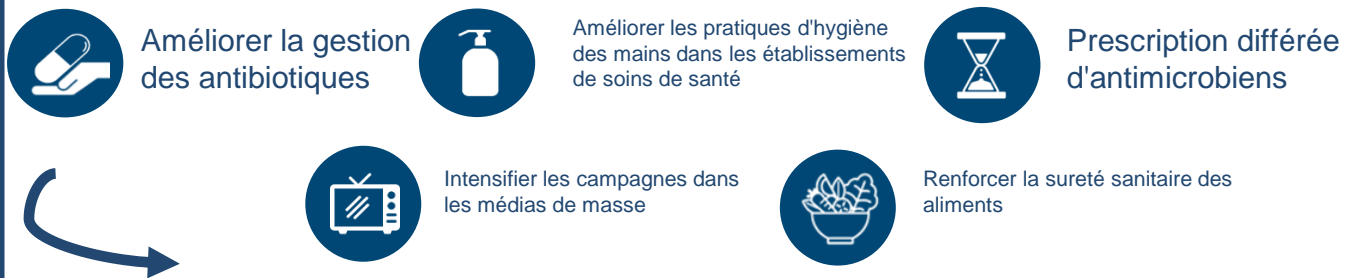 Améliorer la gestion
des antibiotiques
Améliorer les pratiques d'hygiène
des mains dans les établissements
de soins de santé
Prescription différée
d'antimicrobiens
Intensifier les campagnes dans
les médias de masse
Renforcer la sureté sanitaire des
aliments